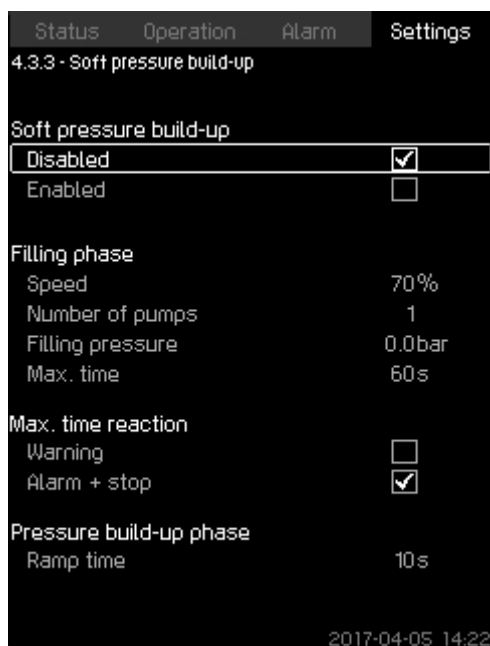 Status Operation Alarm Settings
4.3.3 - Soft pressure build-up
Soft pressure build-up
Disabled
Enabled
Filling phase
Speed 70%
Number of pumps 1
Filling pressure 0.0bar
Max. time 60s
Max. time reaction
Warning
Alarm + stop
Pressure build-up phase
Ramp time 10s
2017-04-05 14:22